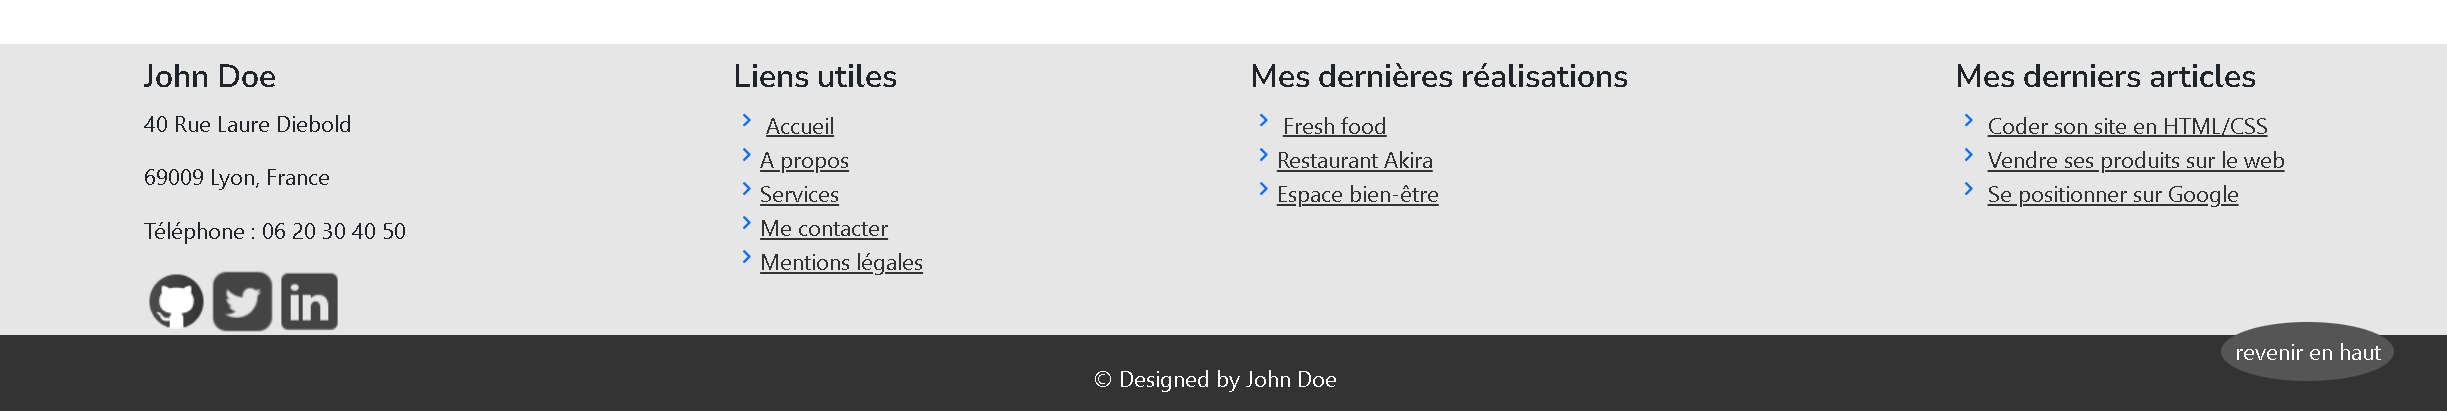 John Doe
40 Rue Laure Diebold
69009 Lyon, France
Téléphone : 06 20 30 40 50
in
Liens utiles
Accueil
A propos
Services
Me contacter
Mentions légales
Mes dernières réalisations
Fresh food
Restaurant Akira
Espace bien-être
Mes derniers articles
Coder son site en HTML/CSS
Vendre ses produits sur le web
Se positionner sur Google
revenir en haut
© Designed by John Doe